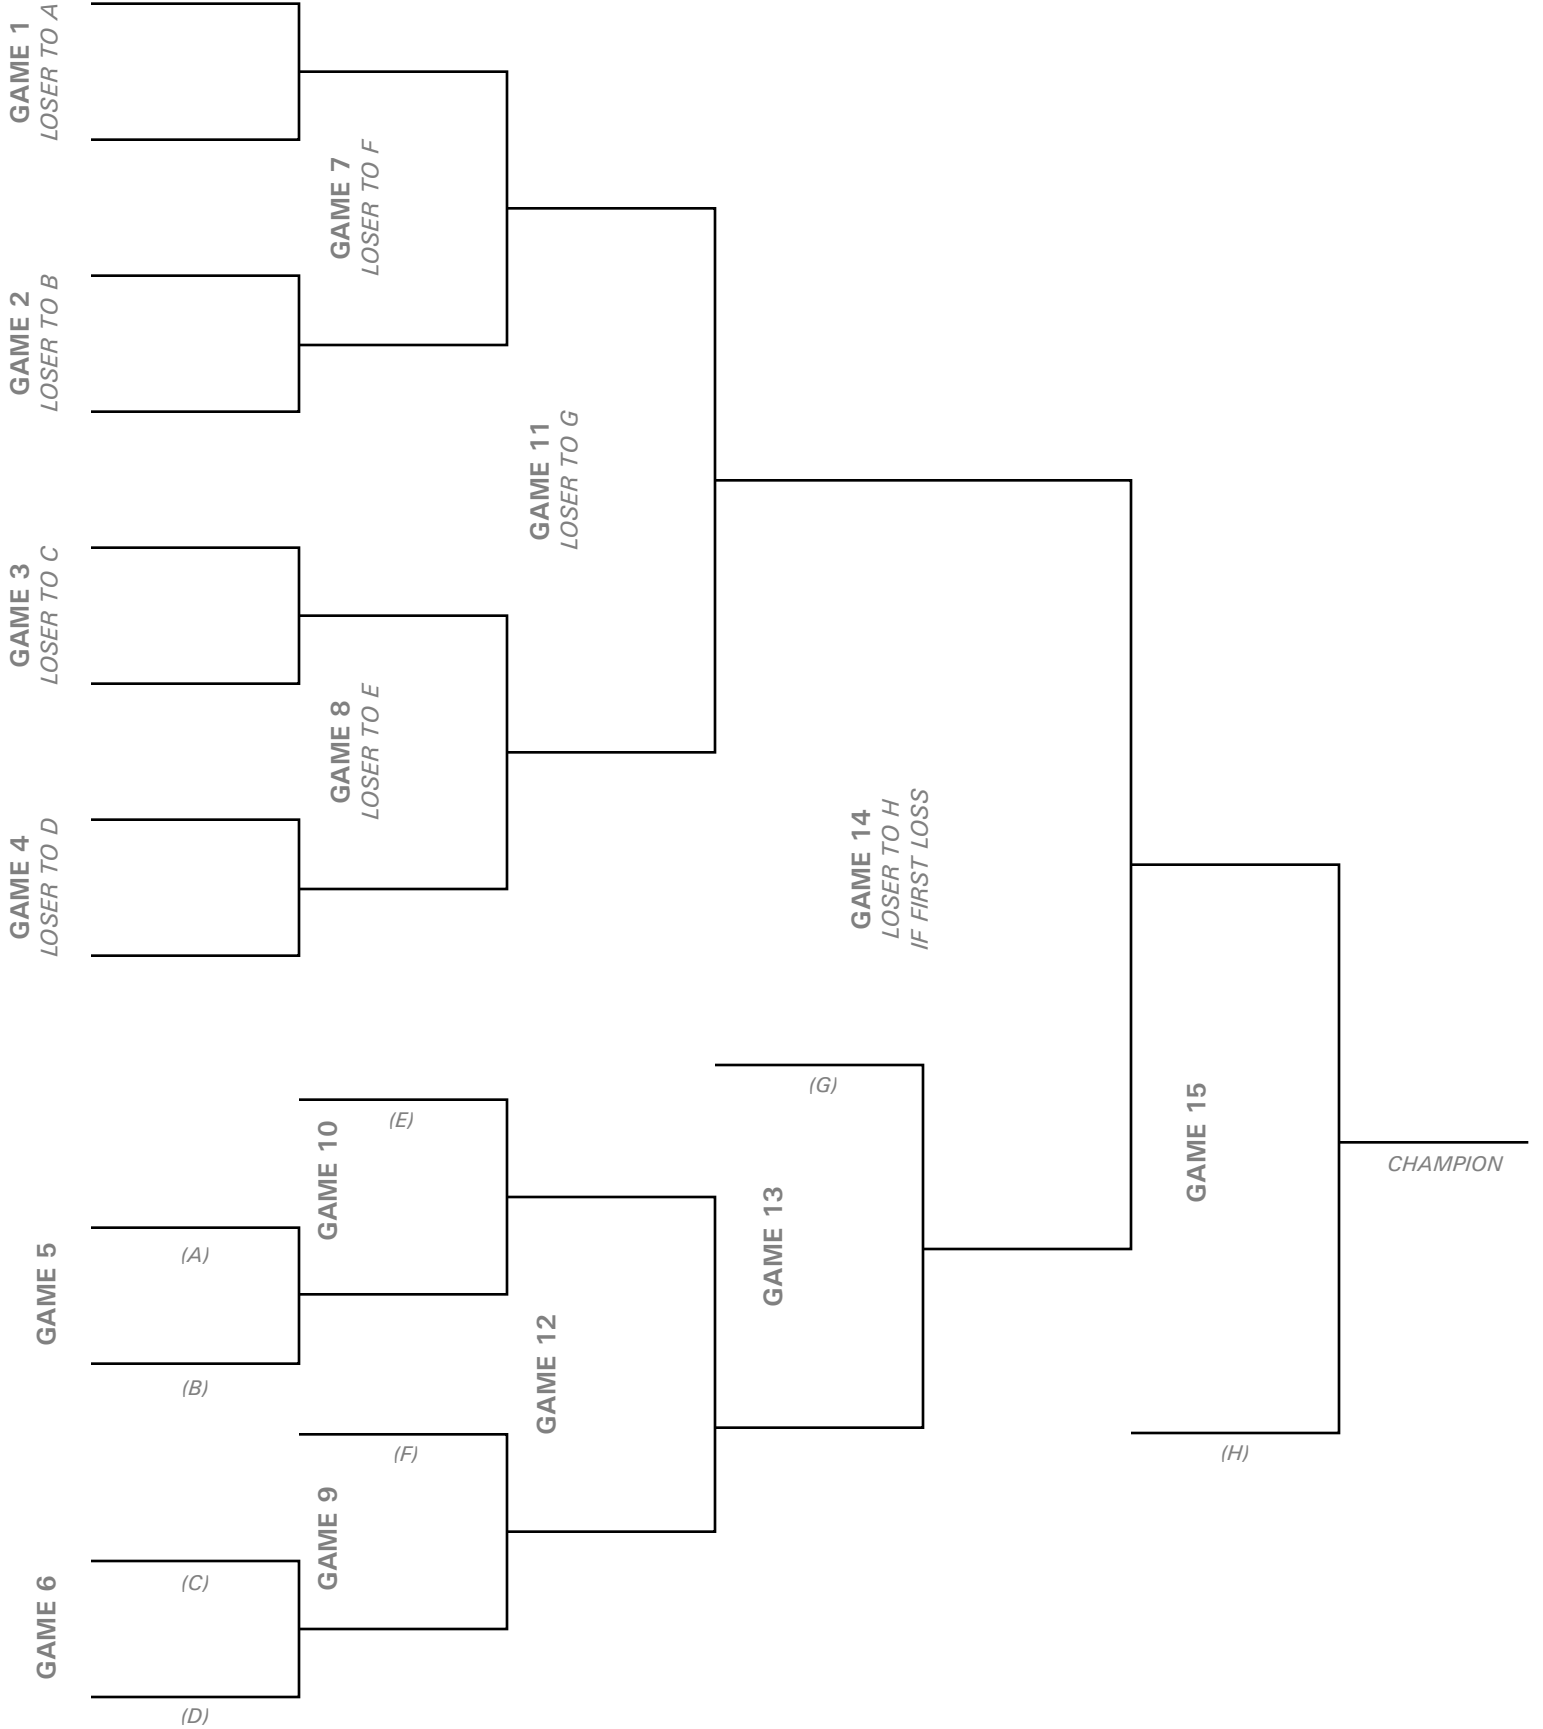 GAME 1
LOSER TO A
GAME 2
LOSER TO B
GAME 3
LOSER TO C
GAME 4
LOSER TO D
GAME 7
LOSER TO F
GAME 8
LOSER TO E
GAME 11
LOSER TO G
GAME 14
LOSER TO H
IF FIRST LOSS
GAME 5
(A)
(B)
GAME 6
(C)
(D)
GAME 10
(E)
GAME 9
(F)
GAME 12
GAME 13
(G)
GAME 15
(H)
CHAMPION